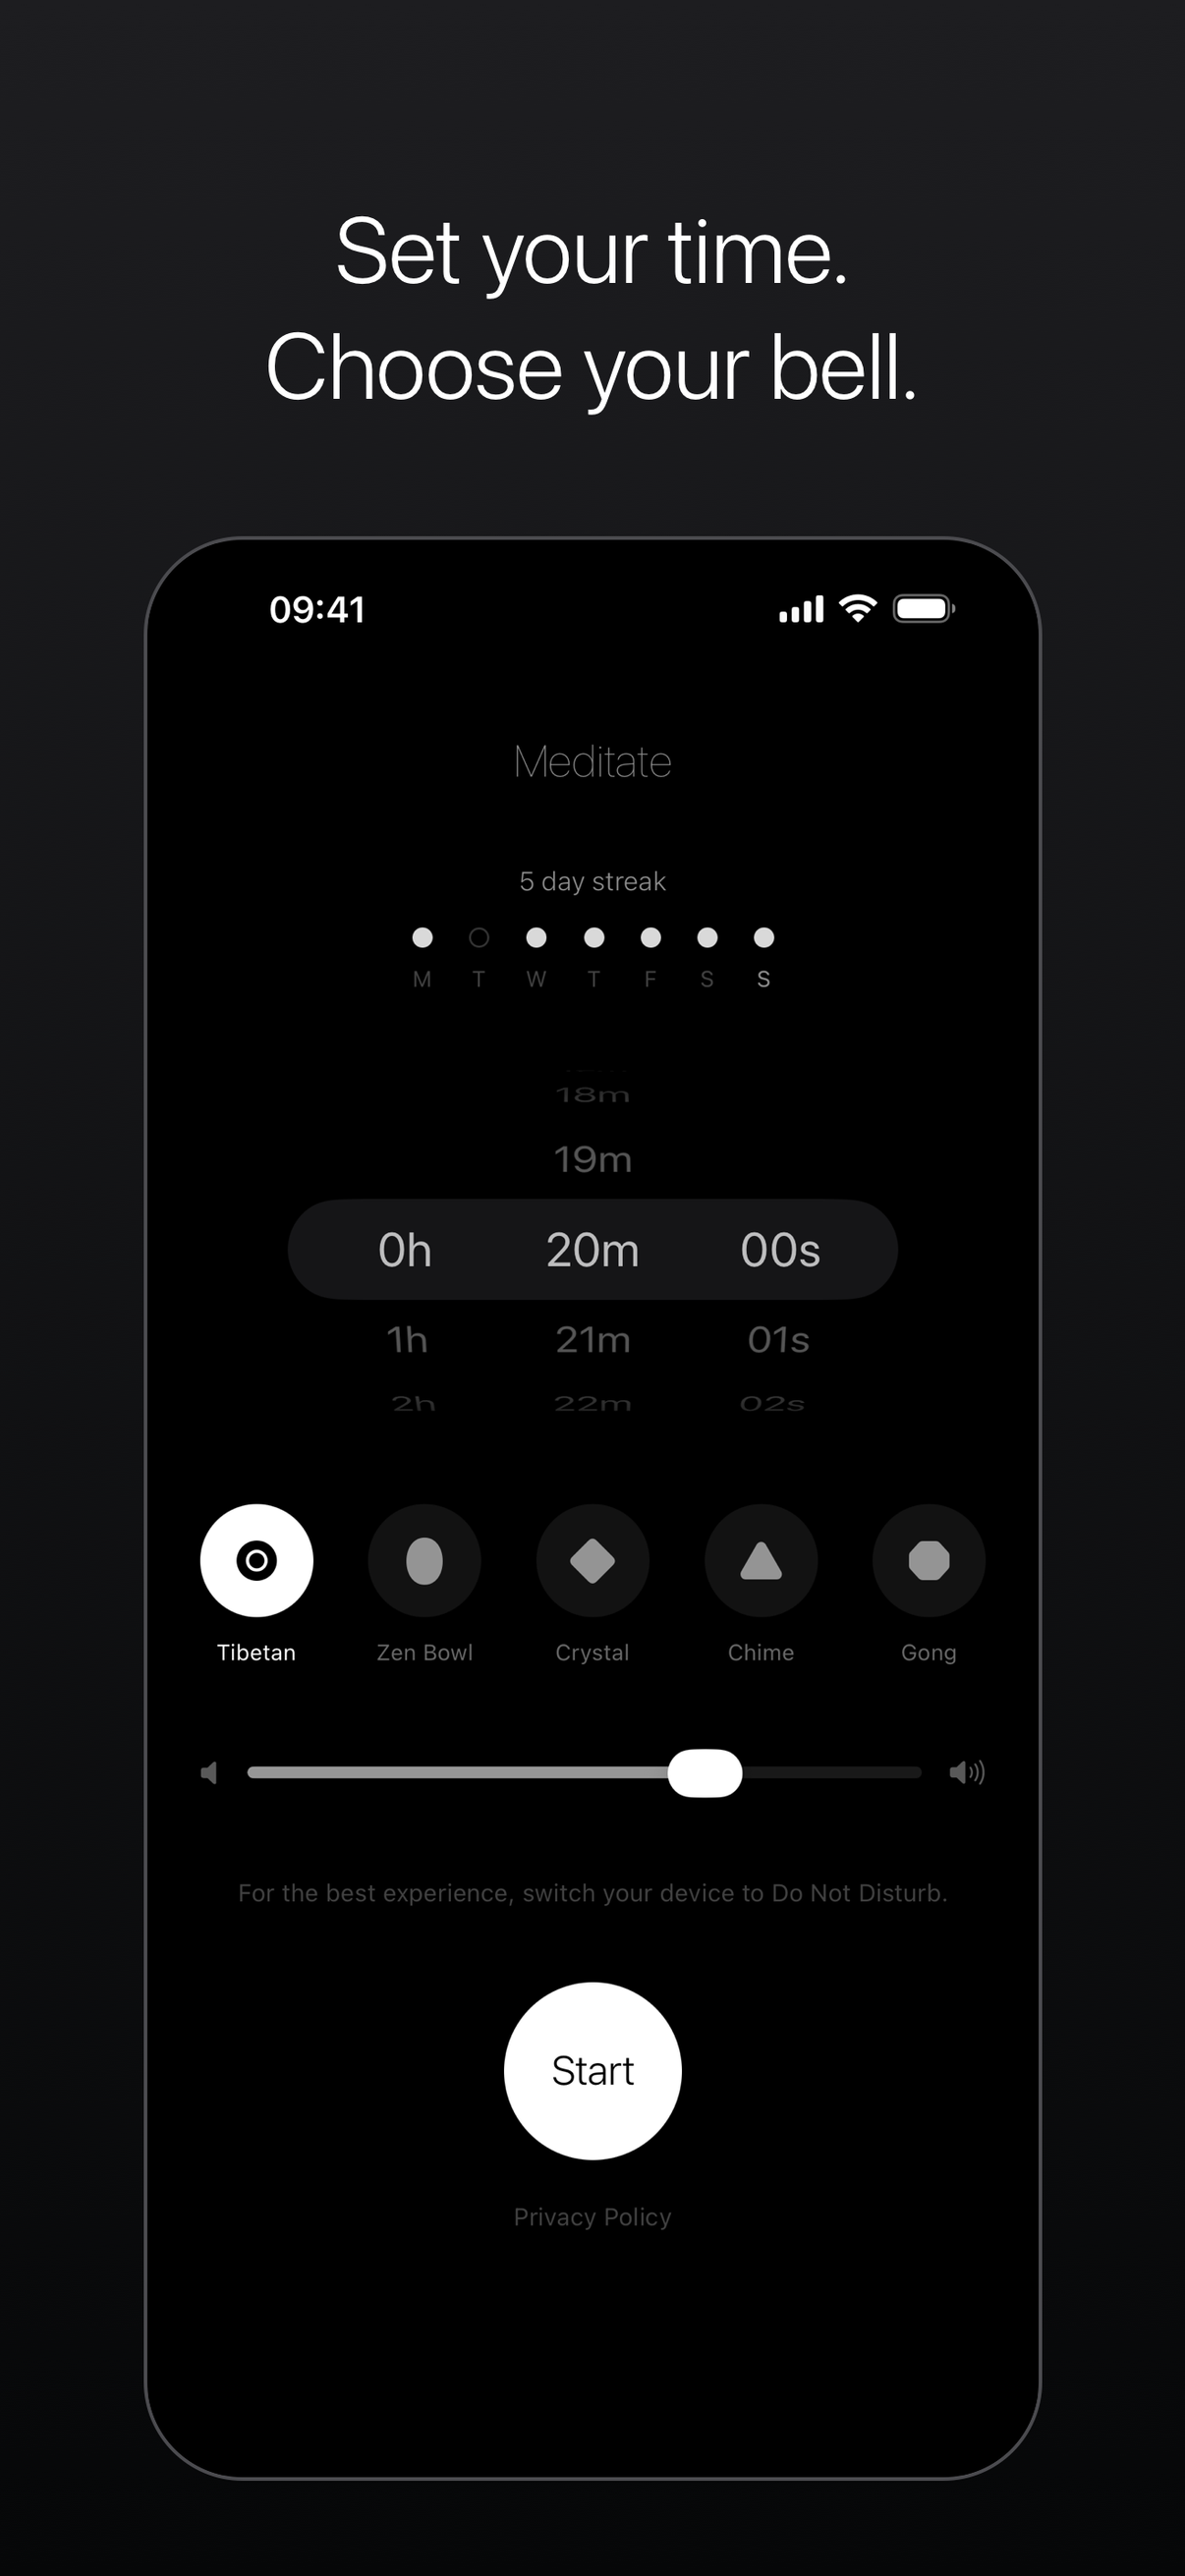 Set your time.
Choose your bell.
09:41
Meditate
5 day streak
M T W T F S S
18m
19m
0h 20m 00s
1h 21m 01s
2h 22m 02s
Tibetan Zen Bowl Crystal Chime Gong
For the best experience, switch your device to Do Not Disturb.
Start
Privacy Policy